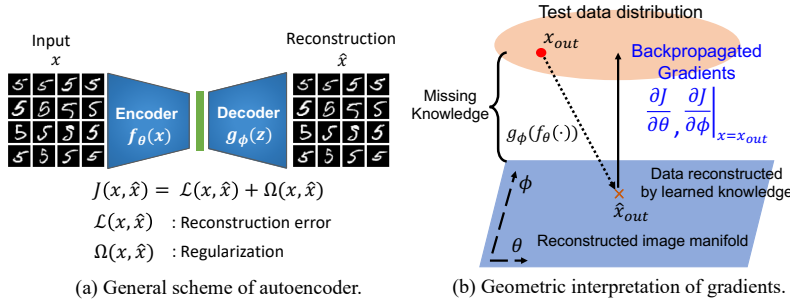 Input
x
Reconstruction
x̂
Encoder
f_θ(x)
Decoder
g_ϕ(z)
J(x, x̂) = ℒ(x, x̂) + Ω(x, x̂)
ℒ(x, x̂) : Reconstruction error
Ω(x, x̂) : Regularization
(a) General scheme of autoencoder.
Test data distribution
x_out
Backpropagated
Gradients
∂J/∂θ , ∂J/∂ϕ |_{x=x_out}
Missing
Knowledge
g_ϕ(f_θ(·))
Data reconstructed
by learned knowledge
ϕ
x̂_out
Reconstructed image manifold
θ
(b) Geometric interpretation of gradients.